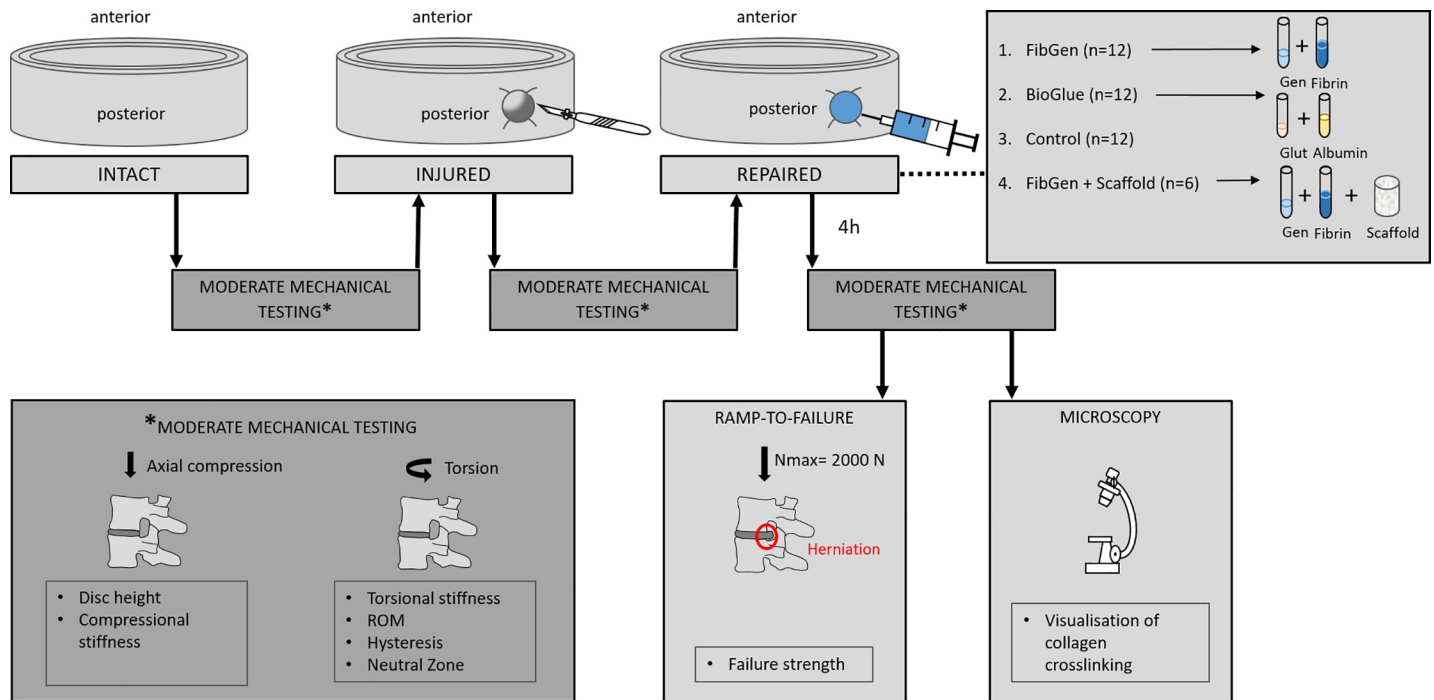 anterior
anterior
anterior
posterior
posterior
posterior
INTACT
INJURED
REPAIRED
1. FibGen (n=12)
+
Gen Fibrin
2. BioGlue (n=12)
+
Glut Albumin
3. Control (n=12)
4. FibGen + Scaffold (n=6)
+ +
Gen Fibrin Scaffold
4h
MODERATE MECHANICAL
TESTING*
MODERATE MECHANICAL
TESTING*
MODERATE MECHANICAL
TESTING*
*MODERATE MECHANICAL TESTING
Axial compression
• Disc height
• Compressional
stiffness
Torsion
• Torsional stiffness
• ROM
• Hysteresis
• Neutral Zone
RAMP-TO-FAILURE
Nmax= 2000 N
Herniation
• Failure strength
MICROSCOPY
• Visualisation of
collagen
crosslinking